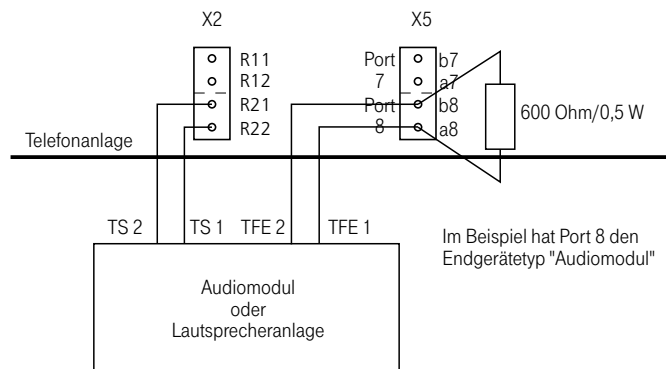 X2
X5
R11
R12
R21
R22
Port
7
Port
8
b7
a7
b8
a8
600 Ohm/0,5 W
Telefonanlage
TS 2
TS 1
TFE 2
TFE 1
Im Beispiel hat Port 8 den
Endgerätetyp "Audiomodul"
Audiomodul
oder
Lautsprecheranlage